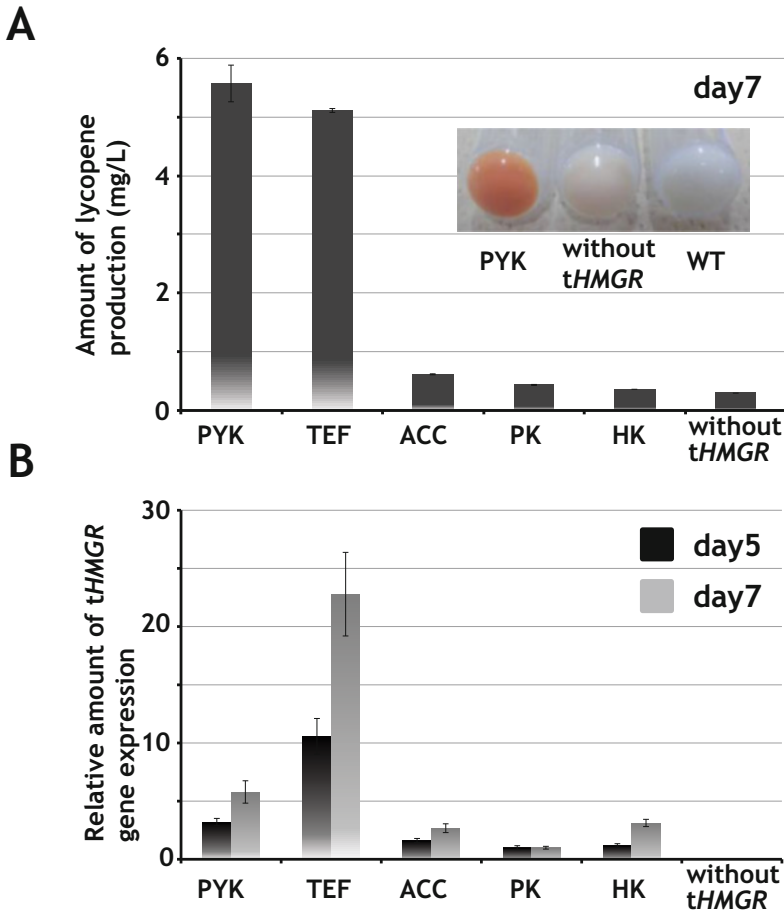 A
Amount of lycopene
production (mg/L)
6
4
2
0
day7
PYK
without
tHMGR
WT
PYK
TEF
ACC
PK
HK
without
tHMGR
B
Relative amount of tHMGR
gene expression
30
20
10
0
day5
day7
PYK
TEF
ACC
PK
HK
without
tHMGR